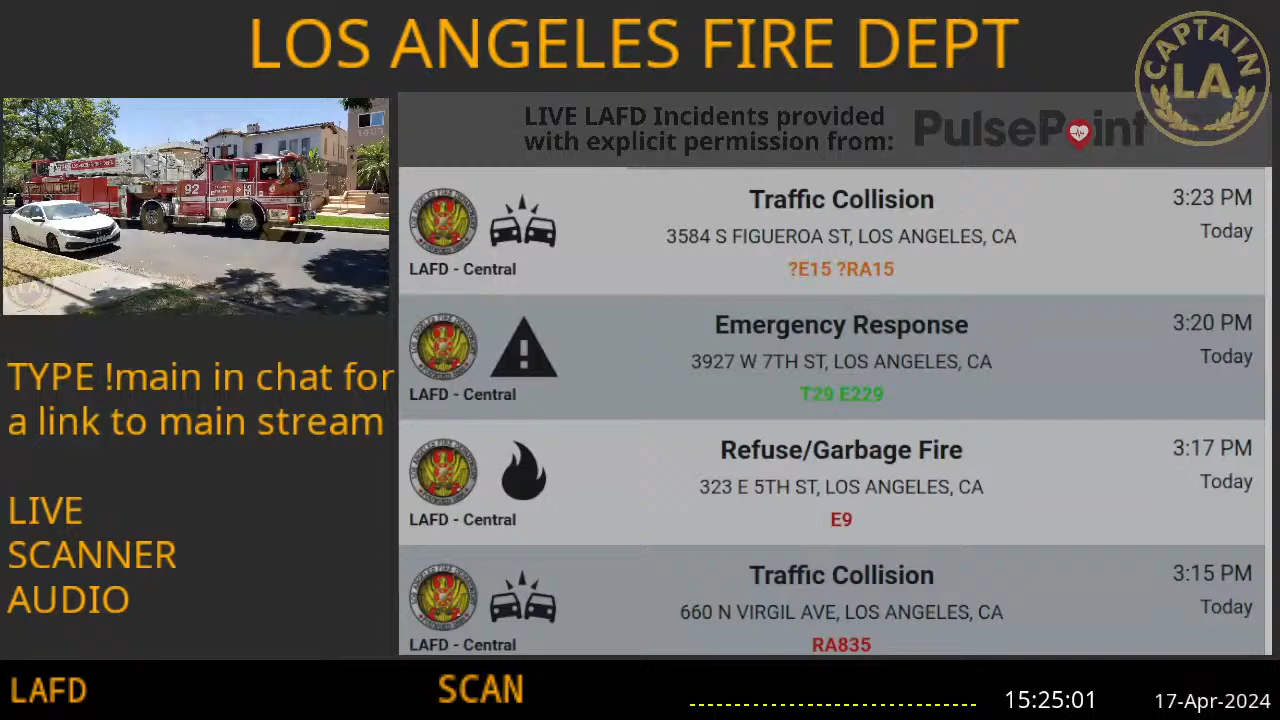 LOS ANGELES FIRE DEPT
CAPTAIN
LA
LIVE LAFD Incidents provided
with explicit permission from:
PulsePoint
92
Traffic Collision
3584 S FIGUEROA ST, LOS ANGELES, CA
?E15 ?RA15
3:23 PM
Today
LAFD - Central
Emergency Response
3927 W 7TH ST, LOS ANGELES, CA
T29 E229
3:20 PM
Today
LAFD - Central
Refuse/Garbage Fire
323 E 5TH ST, LOS ANGELES, CA
E9
3:17 PM
Today
LAFD - Central
Traffic Collision
660 N VIRGIL AVE, LOS ANGELES, CA
RA835
3:15 PM
Today
LAFD - Central
TYPE !main in chat for
a link to main stream
LIVE
SCANNER
AUDIO
LAFD
SCAN
15:25:01
17-Apr-2024